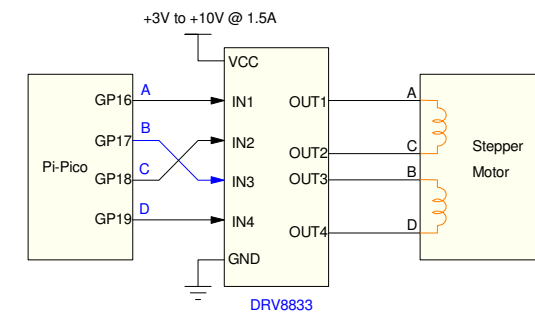 +3V to +10V @ 1.5A
VCC
GP16 A IN1 OUT1 A
GP17 B IN2 OUT2 C
Pi-Pico
Stepper
Motor
GP18 C IN3 OUT3 B
GP19 D IN4 OUT4 D
GND
DRV8833